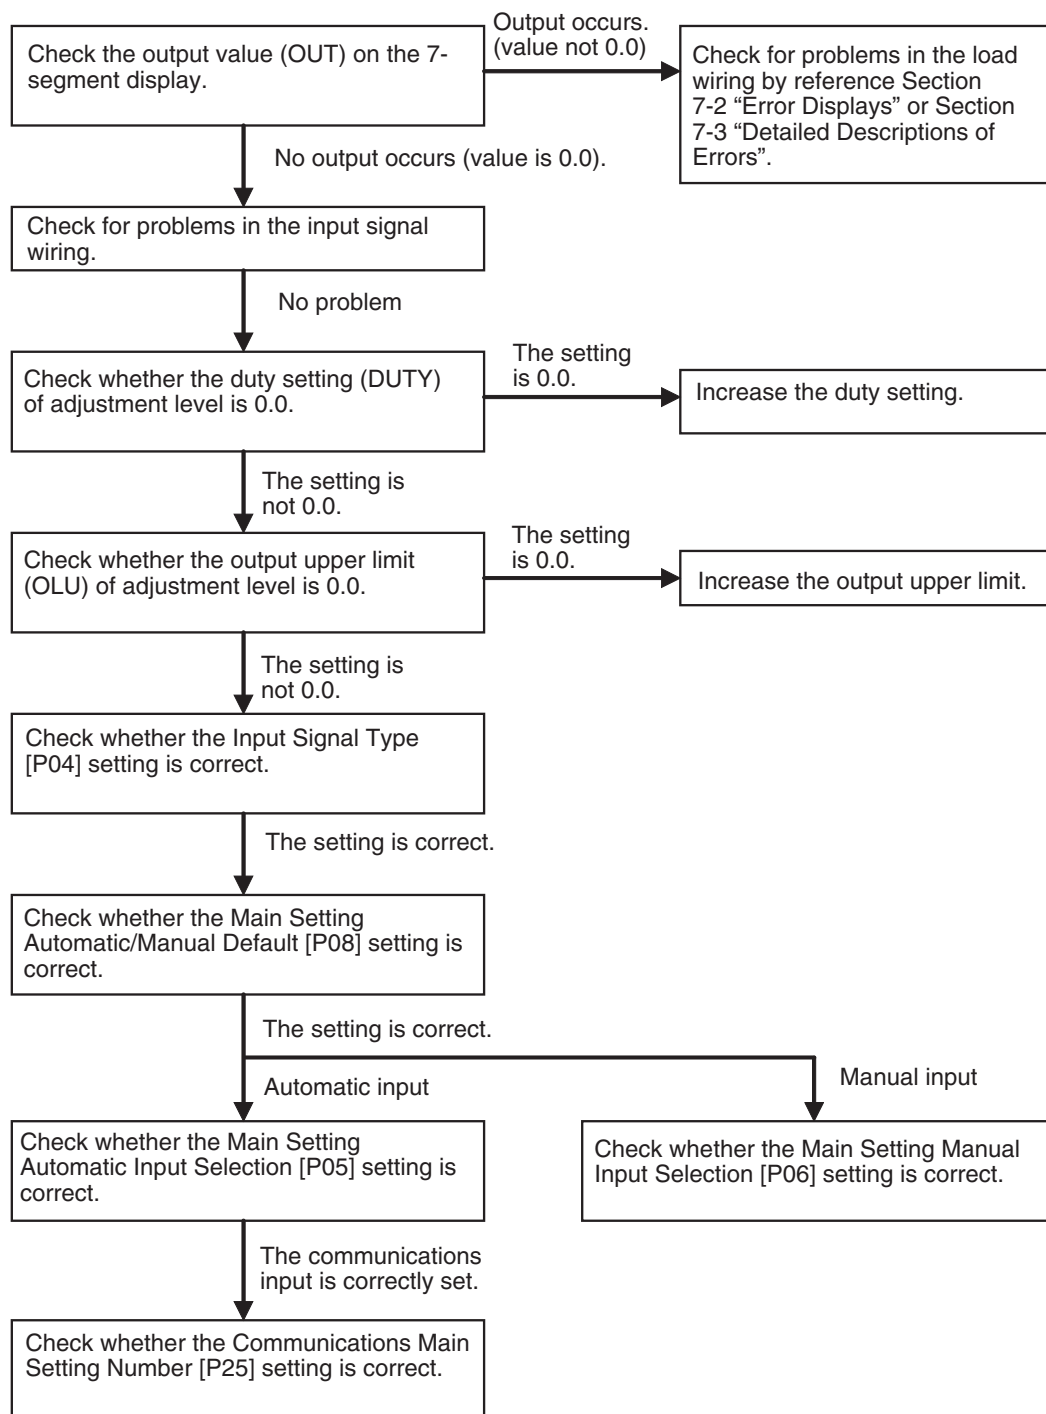 Check the output value (OUT) on the 7-
segment display.
Output occurs.
(value not 0.0)
Check for problems in the load
wiring by reference Section
7-2 “Error Displays” or Section
7-3 “Detailed Descriptions of
Errors”.
No output occurs (value is 0.0).
Check for problems in the input signal
wiring.
No problem
Check whether the duty setting (DUTY)
of adjustment level is 0.0.
The setting
is 0.0.
Increase the duty setting.
The setting is
not 0.0.
Check whether the output upper limit
(OLU) of adjustment level is 0.0.
The setting
is 0.0.
Increase the output upper limit.
The setting is
not 0.0.
Check whether the Input Signal Type
[P04] setting is correct.
The setting is correct.
Check whether the Main Setting
Automatic/Manual Default [P08] setting is
correct.
The setting is correct.
Automatic input
Manual input
Check whether the Main Setting
Automatic Input Selection [P05] setting is
correct.
Check whether the Main Setting Manual
Input Selection [P06] setting is correct.
The communications
input is correctly set.
Check whether the Communications Main
Setting Number [P25] setting is correct.